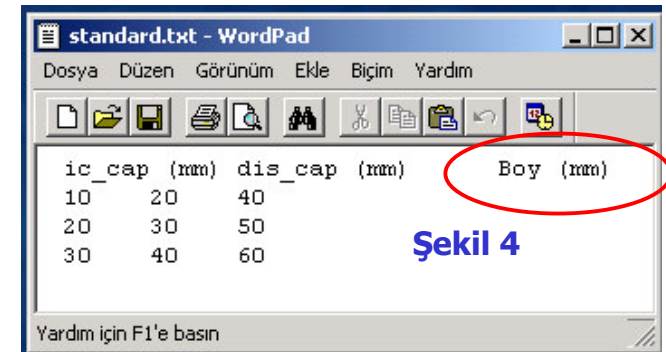 standard.txt - WordPad
Dosya Düzen Görünüm Ekle Biçim Yardım
ic_cap (mm) dis_cap (mm) Boy (mm)
10 20 40
20 30 50
30 40 60
Şekil 4
Yardım için F1'e basın